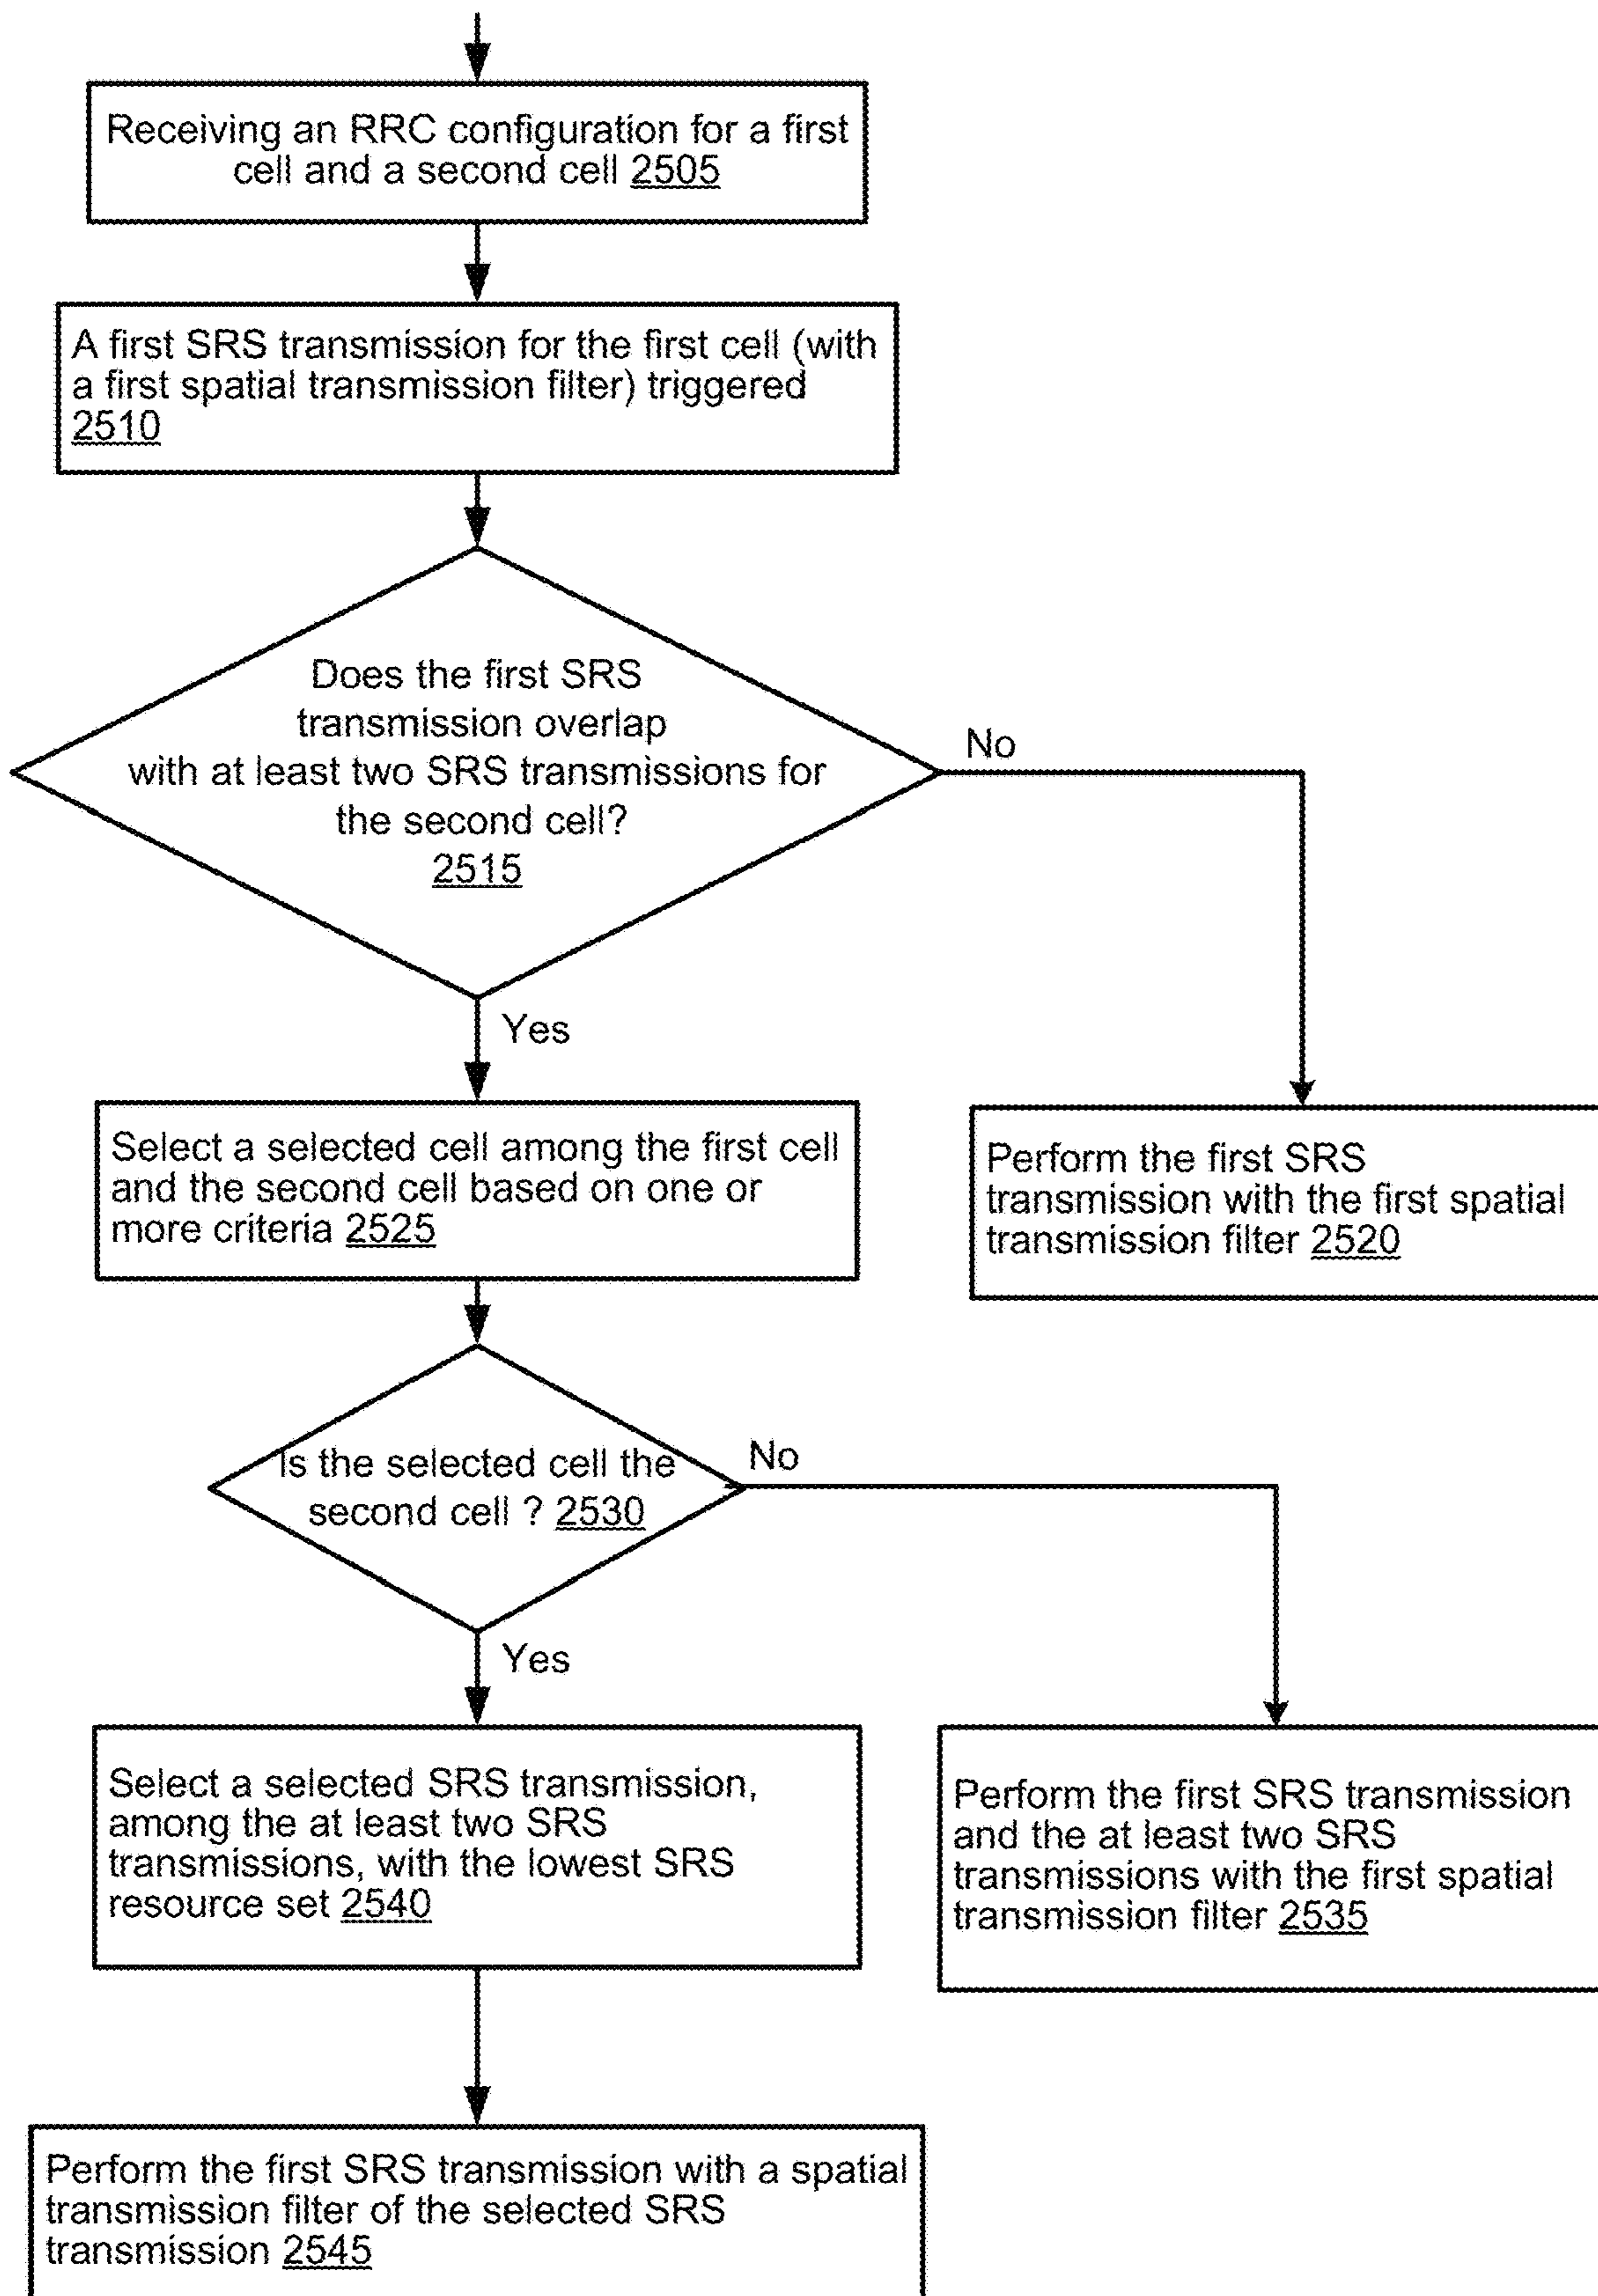 Receiving an RRC configuration for a first
cell and a second cell 2505
A first SRS transmission for the first cell (with
a first spatial transmission filter) triggered
2510
Does the first SRS
transmission overlap
with at least two SRS transmissions for
the second cell?
2515
No
Yes
Select a selected cell among the first cell
and the second cell based on one or
more criteria 2525
Perform the first SRS
transmission with the first spatial
transmission filter 2520
Is the selected cell the
second cell ? 2530
No
Yes
Select a selected SRS transmission,
among the at least two SRS
transmissions, with the lowest SRS
resource set 2540
Perform the first SRS transmission
and the at least two SRS
transmissions with the first spatial
transmission filter 2535
Perform the first SRS transmission with a spatial
transmission filter of the selected SRS
transmission 2545